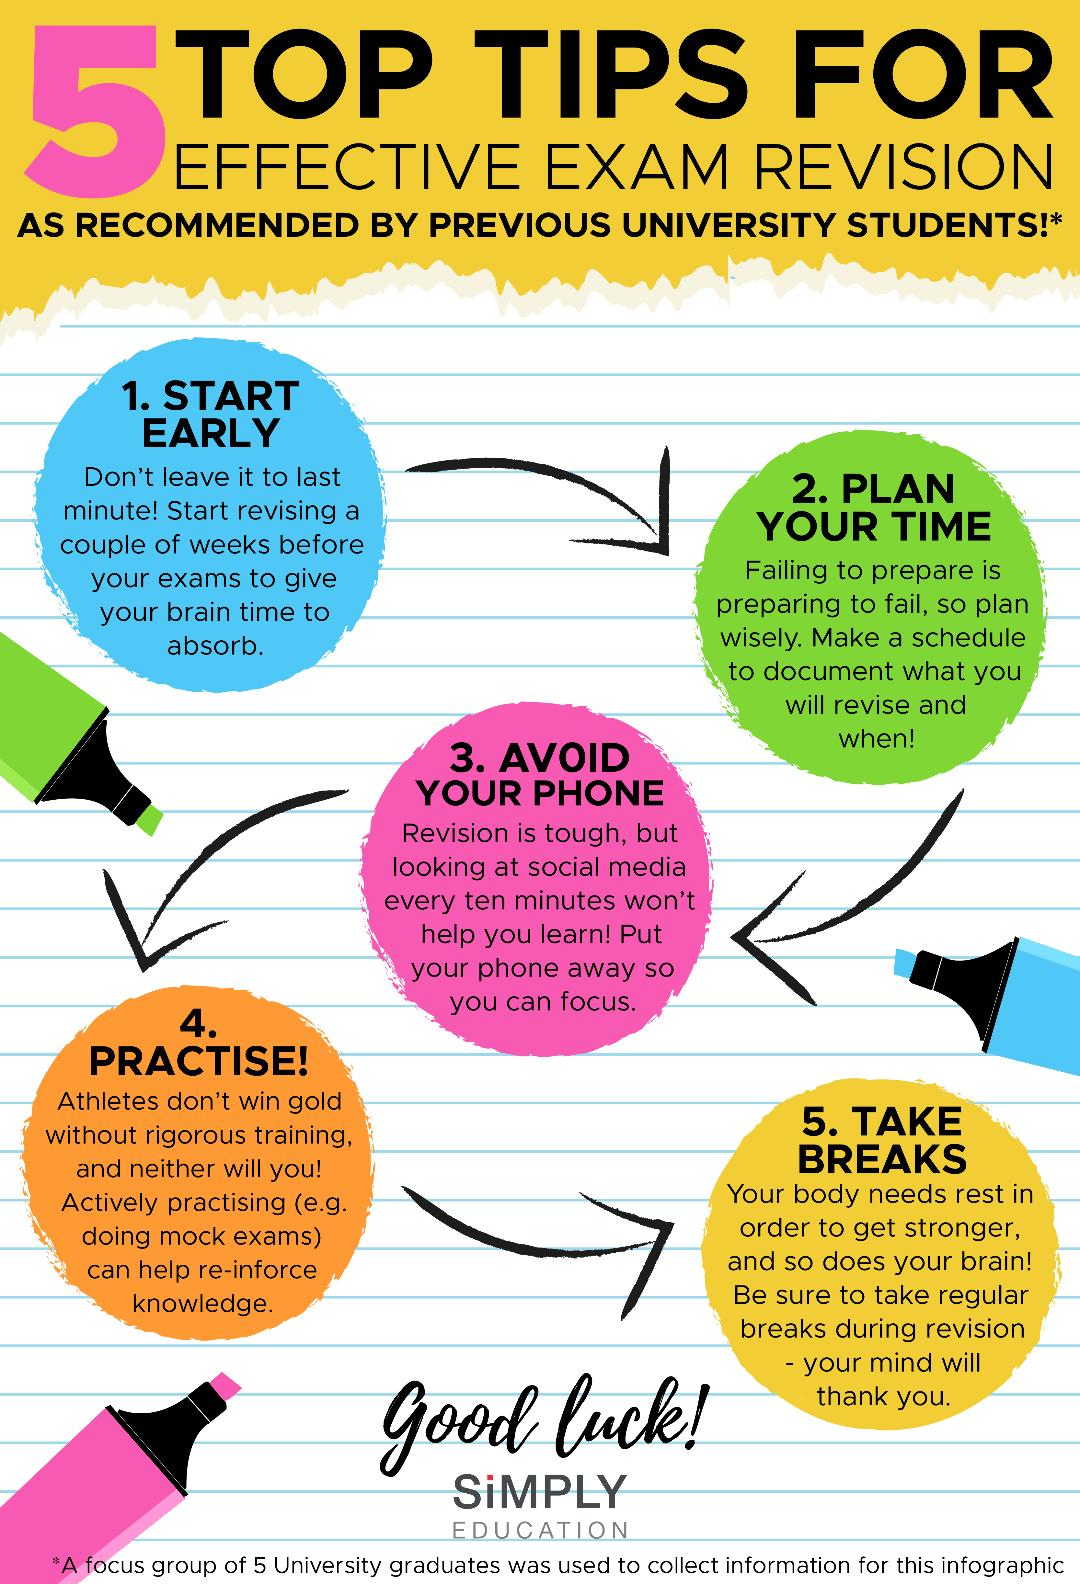 5 TOP TIPS FOR
EFFECTIVE EXAM REVISION
AS RECOMMENDED BY PREVIOUS UNIVERSITY STUDENTS!*
1. START
EARLY
Don't leave it to last
minute! Start revising a
couple of weeks before
your exams to give
your brain time to
absorb.
2. PLAN
YOUR TIME
Failing to prepare is
preparing to fail, so plan
wisely. Make a schedule
to document what you
will revise and
when!
3. AVOID
YOUR PHONE
Revision is tough, but
looking at social media
every ten minutes won't
help you learn! Put
your phone away so
you can focus.
4.
PRACTISE!
Athletes don't win gold
without rigorous training,
and neither will you!
Actively practising (e.g.
doing mock exams)
can help re-inforce
knowledge.
5. TAKE
BREAKS
Your body needs rest in
order to get stronger,
and so does your brain!
Be sure to take regular
breaks during revision
- your mind will
thank you.
Good luck!
SiMPLY
EDUCATION
*A focus group of 5 University graduates was used to collect information for this infographic